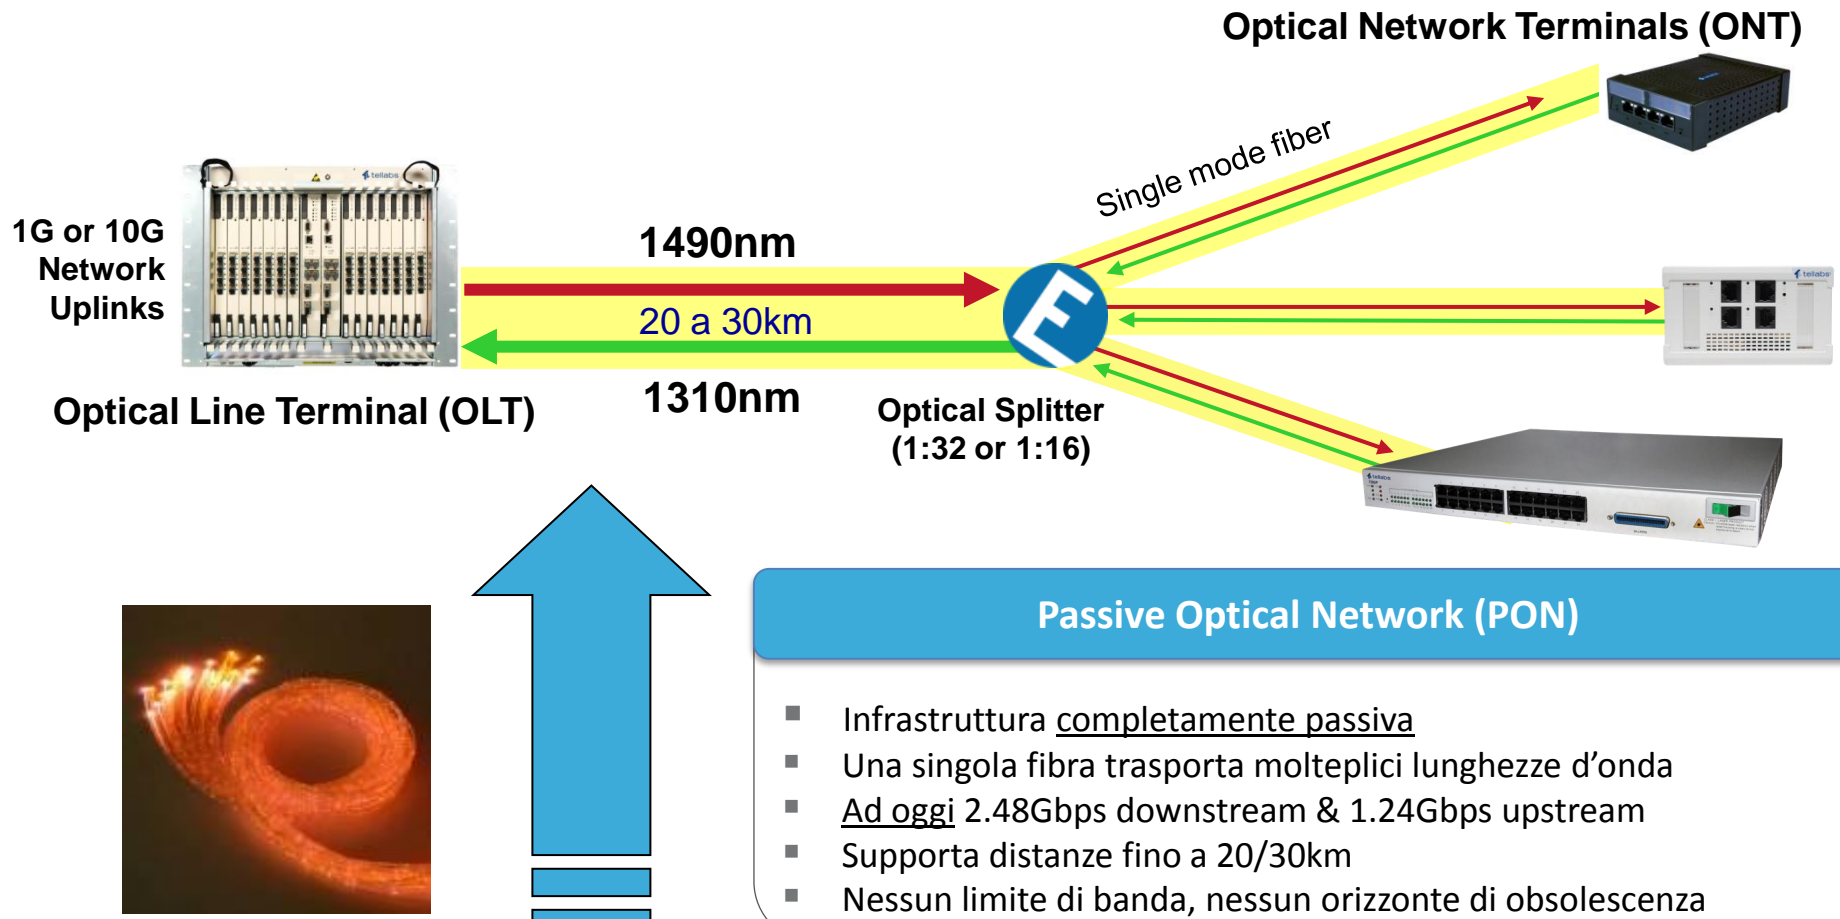 Optical Network Terminals (ONT)
Single mode fiber
tellabs
1G or 10G
Network
Uplinks
1490nm
20 a 30km
1310nm
Optical Line Terminal (OLT)
Optical Splitter
(1:32 or 1:16)
tellabs
tellabs
Passive Optical Network (PON)
Infrastruttura completamente passiva
Una singola fibra trasporta molteplici lunghezze d’onda
Ad oggi 2.48Gbps downstream & 1.24Gbps upstream
Supporta distanze fino a 20/30km
Nessun limite di banda, nessun orizzonte di obsolescenza